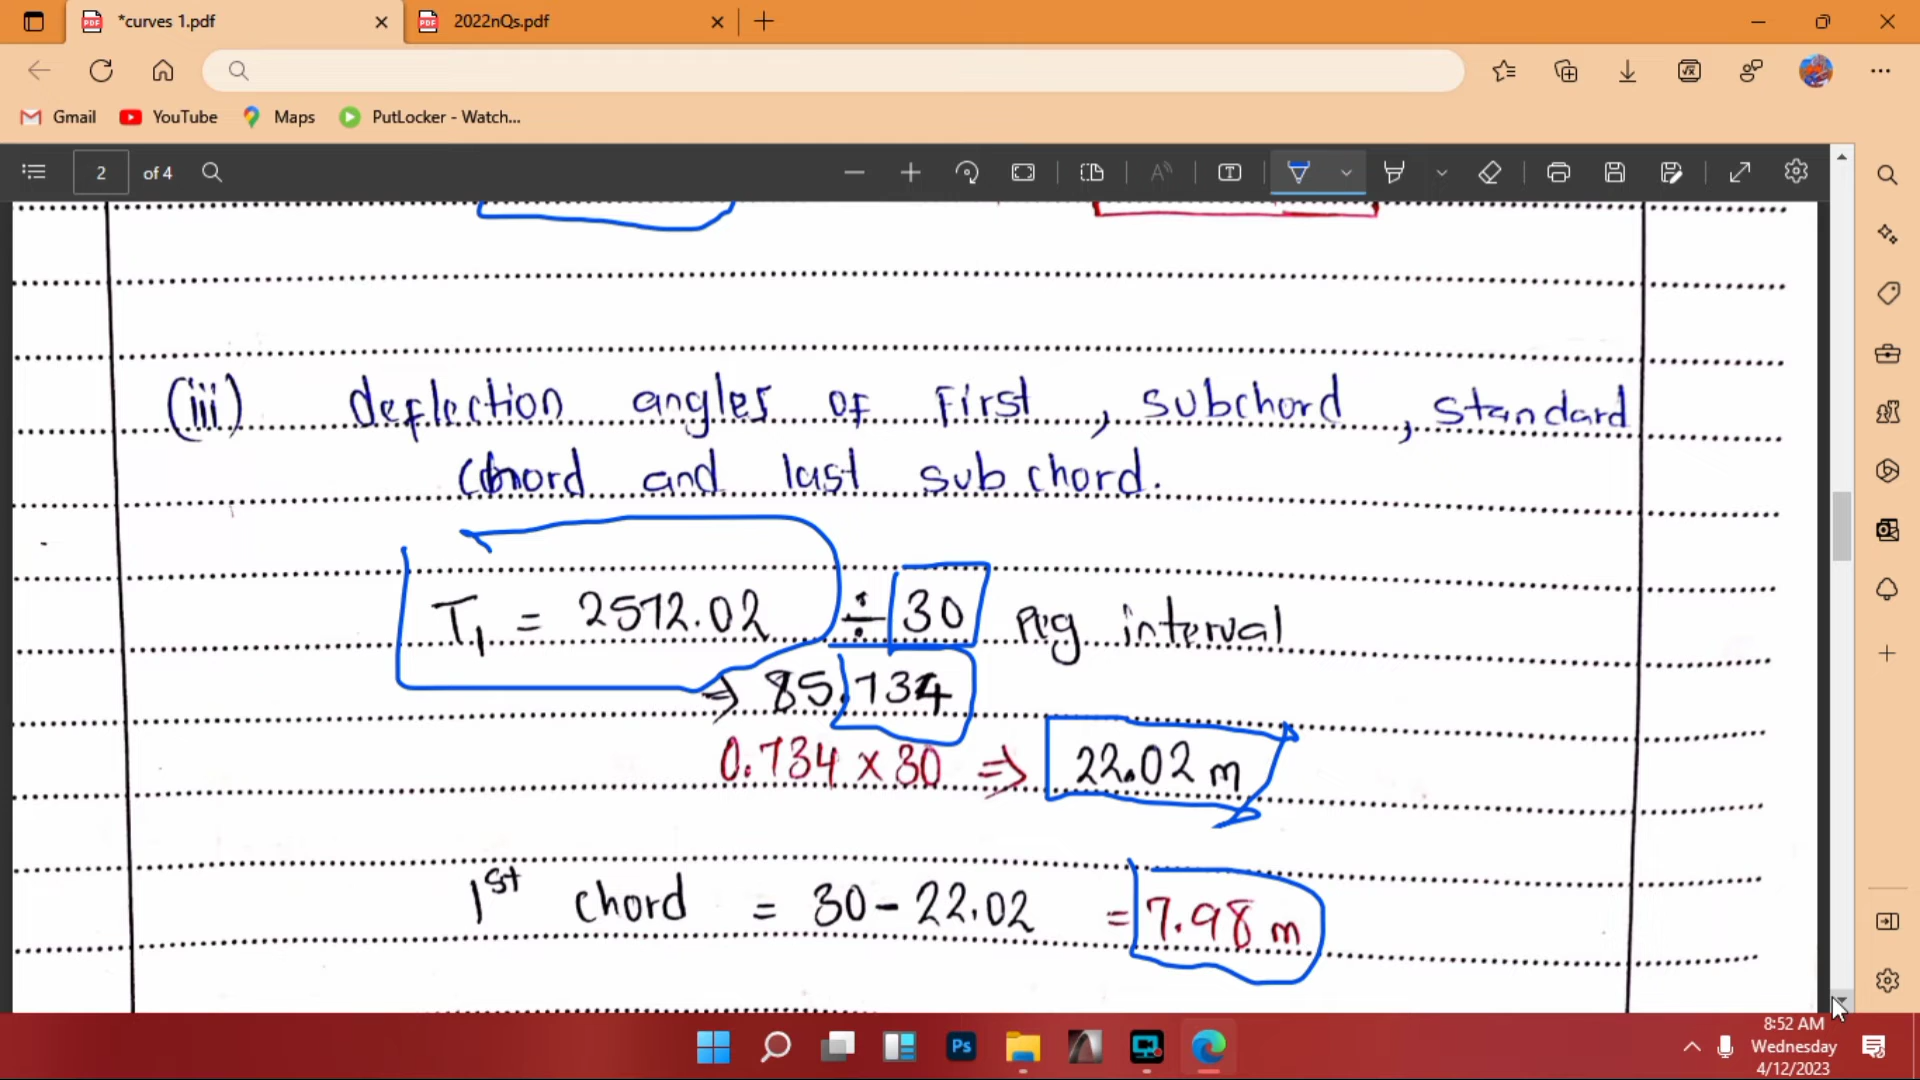 *curves 1.pdf
2022nQs.pdf
Gmail
YouTube
Maps
PutLocker - Watch...
2
of 4
(iii) deflection angles of First , subchord , standard
chord and last sub chord.
T1 = 2572.02 ÷ 30 Peg interval
⇒ 85.734
0.734 x 30 ⇒ 22.02 m
1st chord = 30 - 22.02 = 7.98 m
Ps
8:52 AM
Wednesday
4/12/2023